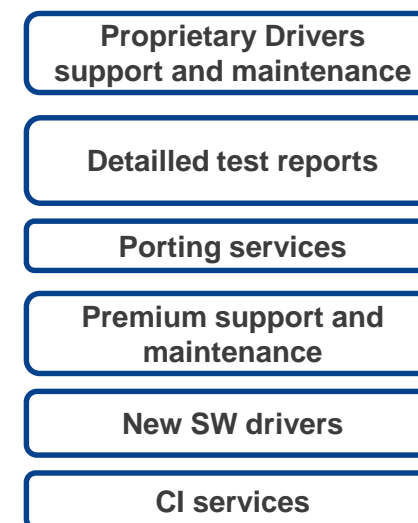 Proprietary Drivers
support and maintenance
Detailled test reports
Porting services
Premium support and
maintenance
New SW drivers
CI services